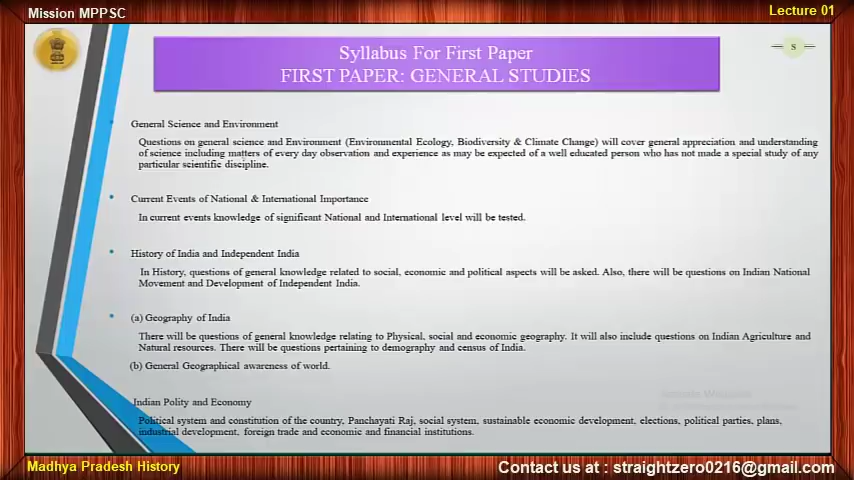 Mission MPPSC
Lecture 01
Syllabus For First Paper
FIRST PAPER: GENERAL STUDIES
S
General Science and Environment
Questions on general science and Environment (Environmental Ecology, Biodiversity & Climate Change) will cover general appreciation and understanding
of science including matters of every day observation and experience as may be expected of a well educated person who has not made a special study of any
particular scientific discipline.
Current Events of National & International Importance
In current events knowledge of significant National and International level will be tested.
History of India and Independent India
In History, questions of general knowledge related to social, economic and political aspects will be asked. Also, there will be questions on Indian National
Movement and Development of Independent India.
(a) Geography of India
There will be questions of general knowledge relating to Physical, social and economic geography. It will also include questions on Indian Agriculture and
Natural resources. There will be questions pertaining to demography and census of India.
(b) General Geographical awareness of world.
Indian Polity and Economy
Political system and constitution of the country, Panchayati Raj, social system, sustainable economic development, elections, political parties, plans,
industrial development, foreign trade and economic and financial institutions.
Madhya Pradesh History
Contact us at : straightzero0216@gmail.com